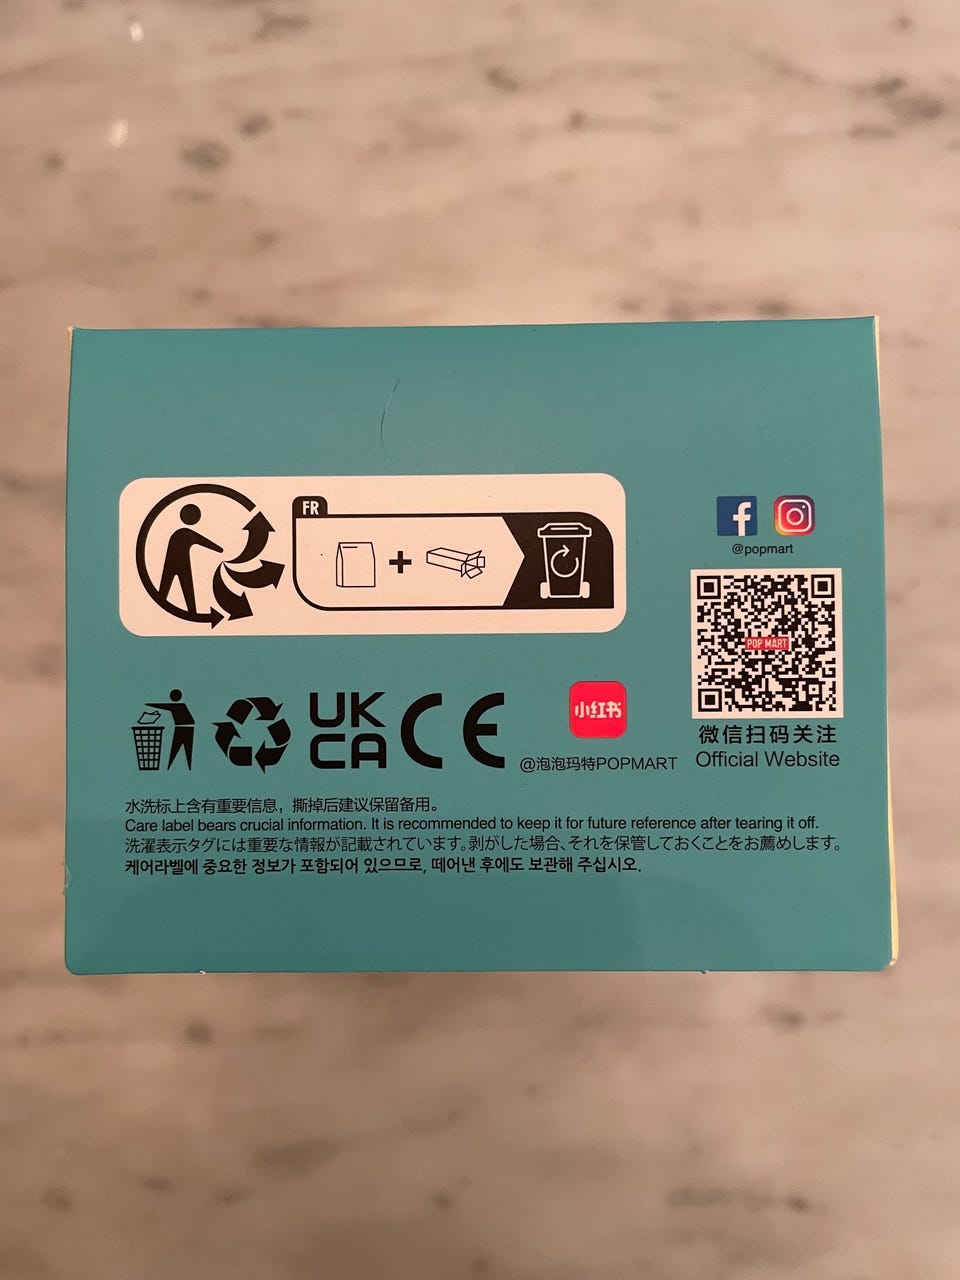 FR
@popmart
POP MART
UK
CA
CE
小红书
@泡泡玛特POPMART
微信扫码关注
Official Website
水洗标上含有重要信息，撕掉后建议保留备用。
Care label bears crucial information. It is recommended to keep it for future reference after tearing it off.
洗濯表示タグには重要な情報が記載されています。剥がした場合、それを保管しておくことをお薦めします。
케어라벨에 중요한 정보가 포함되어 있으므로, 떼어낸 후에도 보관해 주십시오.